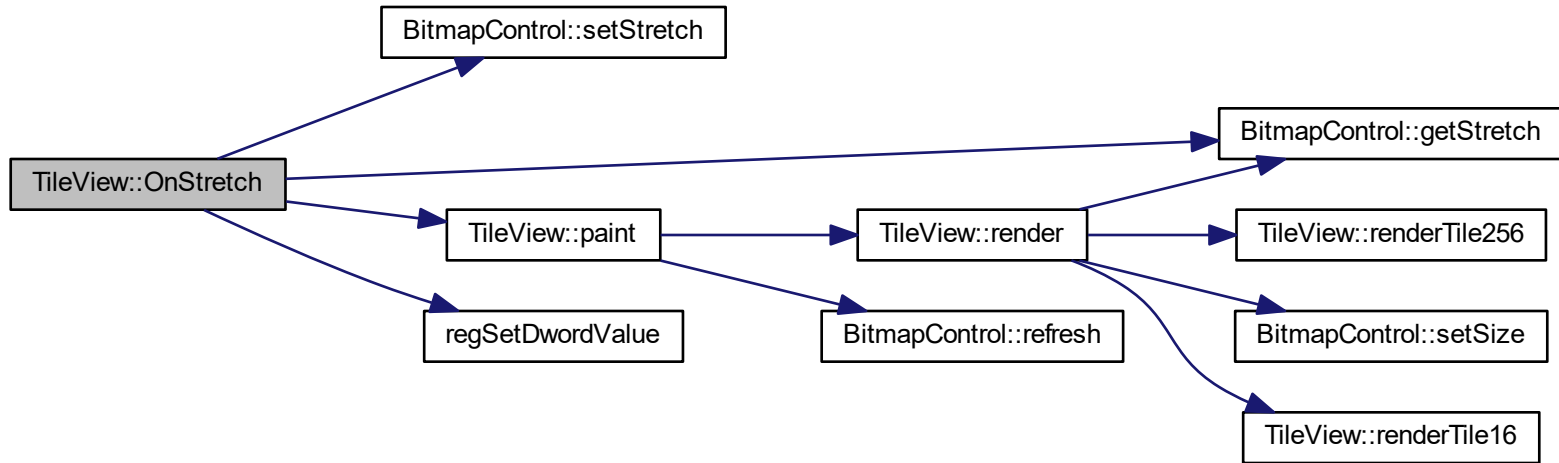 BitmapControl::setStretch
BitmapControl::getStretch
TileView::OnStretch
TileView::paint
TileView::render
TileView::renderTile256
regSetDwordValue
BitmapControl::refresh
BitmapControl::setSize
TileView::renderTile16